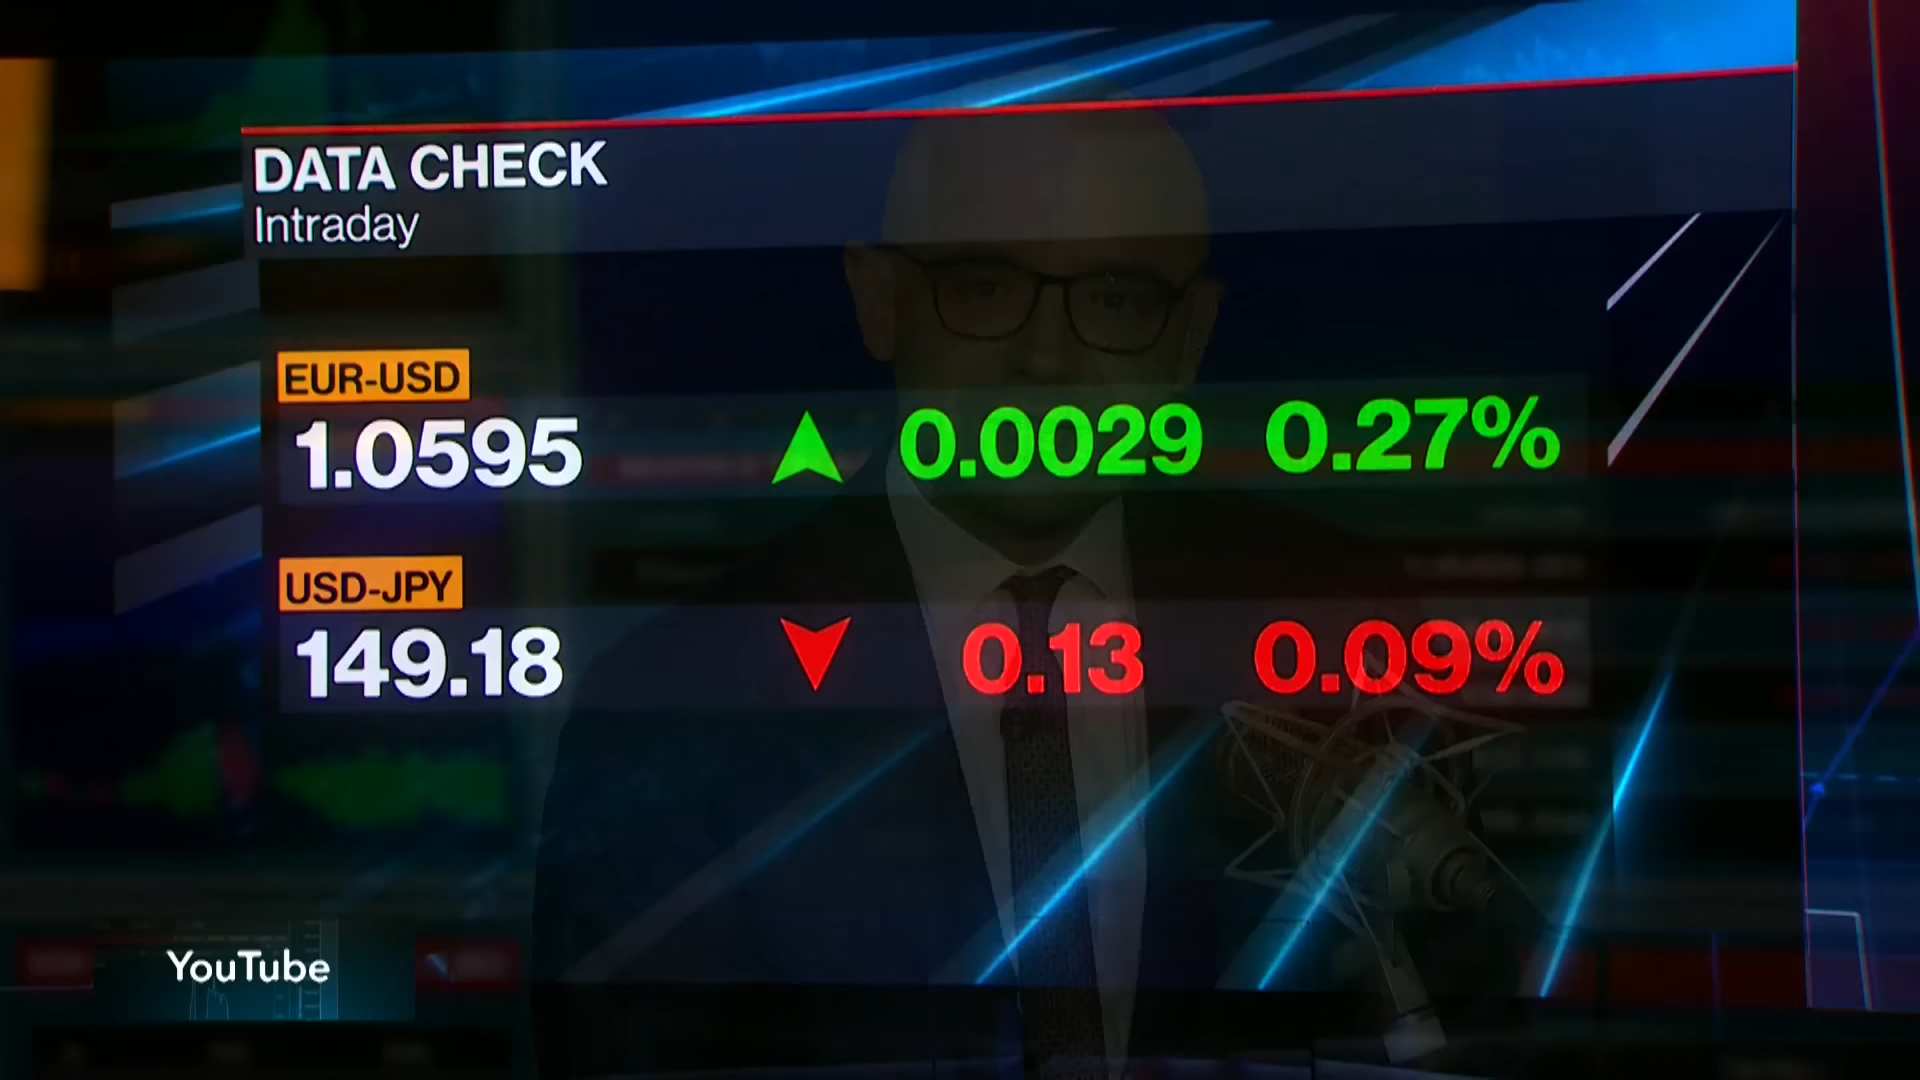 DATA CHECK
Intraday
EUR-USD
1.0595 ▲ 0.0029 0.27%
USD-JPY
149.18 ▼ 0.13 0.09%
YouTube